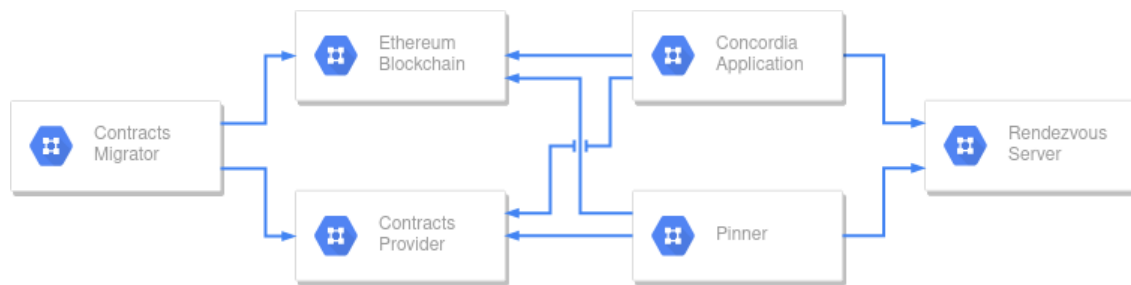 Ethereum
Blockchain
Concordia
Application
Contracts
Migrator
Rendezvous
Server
Contracts
Provider
Pinner